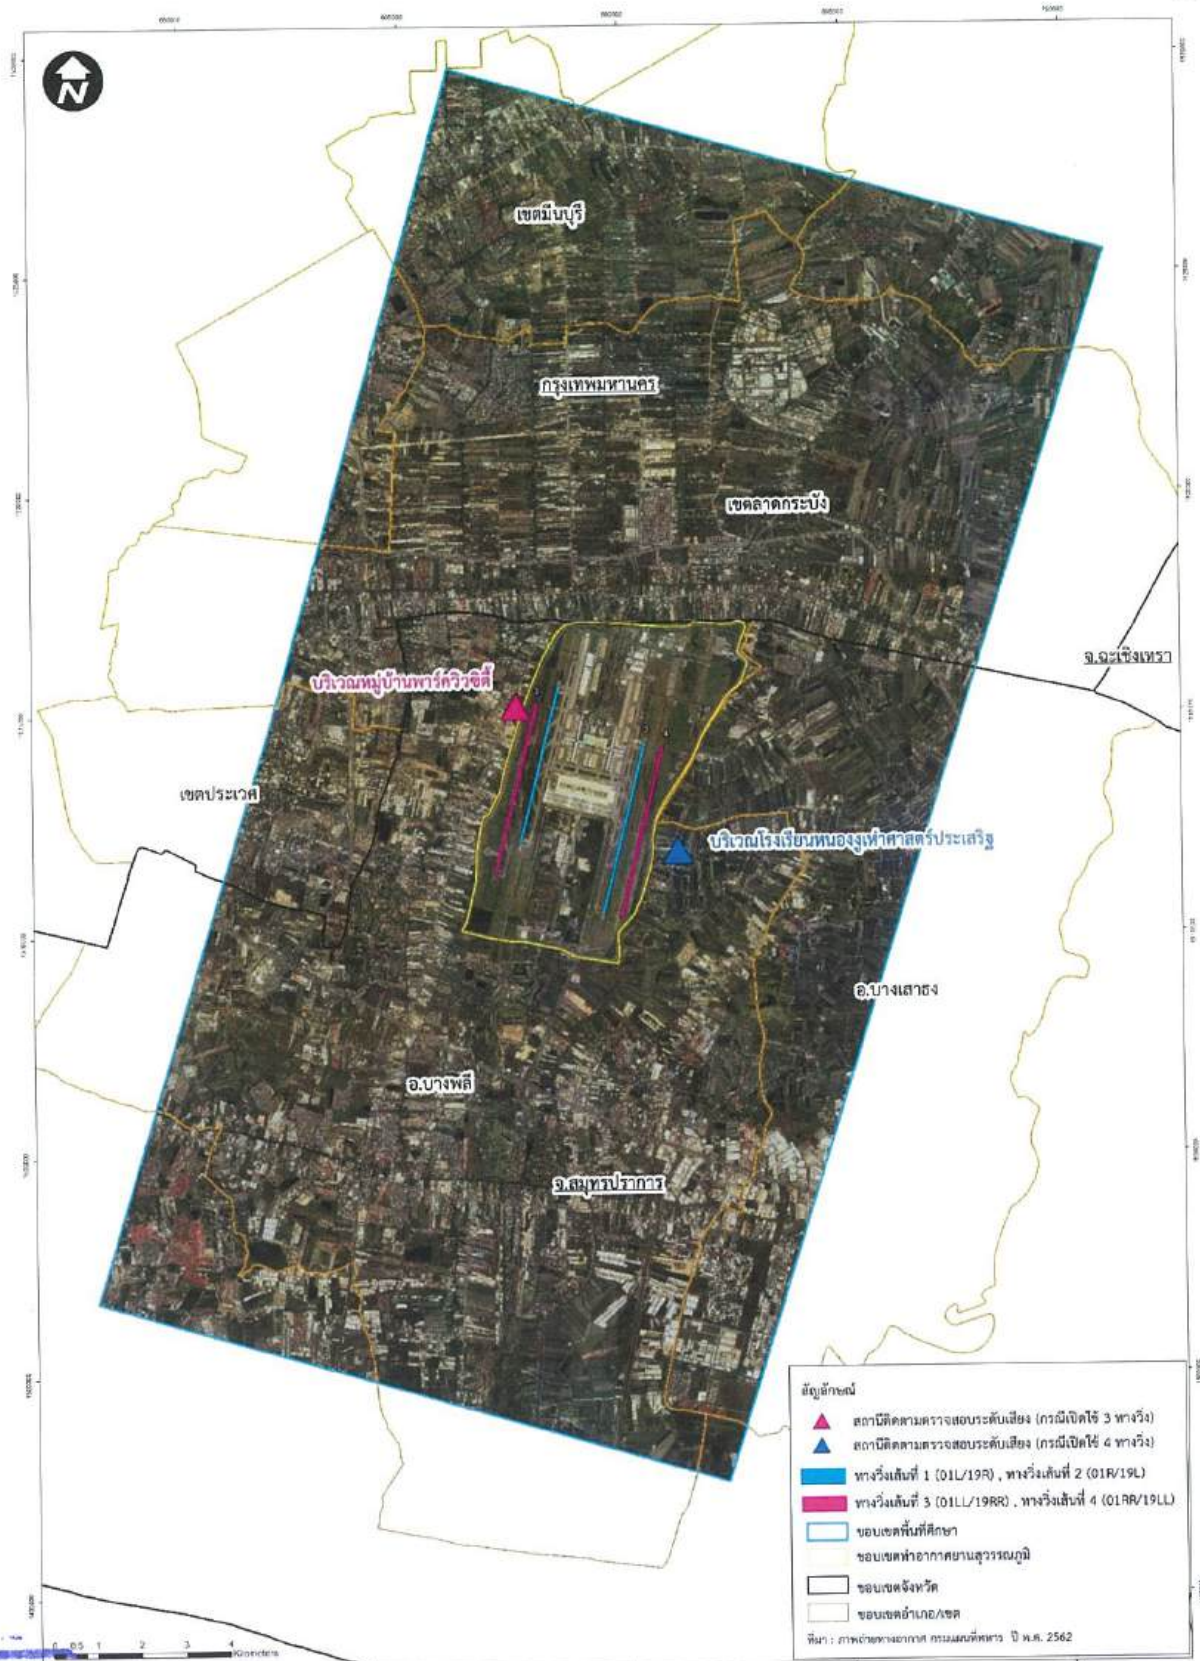 N
เขตมีนบุรี
กรุงเทพมหานคร
เขตลาดกระบัง
จ.ฉะเชิงเทรา
บริเวณหมู่บ้านพาร์ควิวซิตี้
เขตประเวศ
บริเวณโรงเรียนหนองงูเห่าศาสตร์ประเสริฐ
อ.บางเสาธง
อ.บางพลี
จ.สมุทรปราการ
สัญลักษณ์
สถานีติดตามตรวจสอบระดับเสียง (กรณีเปิดใช้ 3 ทางวิ่ง)
สถานีติดตามตรวจสอบระดับเสียง (กรณีเปิดใช้ 4 ทางวิ่ง)
ทางวิ่งเส้นที่ 1 (01L/19R) , ทางวิ่งเส้นที่ 2 (01R/19L)
ทางวิ่งเส้นที่ 3 (01LL/19RR) , ทางวิ่งเส้นที่ 4 (01RR/19LL)
ขอบเขตพื้นที่ศึกษา
ขอบเขตท่าอากาศยานสุวรรณภูมิ
ขอบเขตจังหวัด
ขอบเขตอำเภอ/เขต
ที่มา : ภาพถ่ายทางอากาศ กรมแผนที่ทหาร ปี พ.ศ. 2562
0 0.5 1 2 3 4 Kilometers